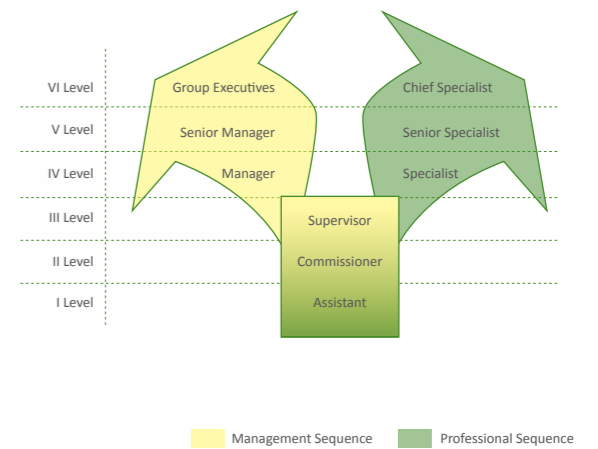 VI Level Group Executives Chief Specialist
V Level Senior Manager Senior Specialist
IV Level Manager Specialist
III Level Supervisor
II Level Commissioner
I Level Assistant
Management Sequence Professional Sequence